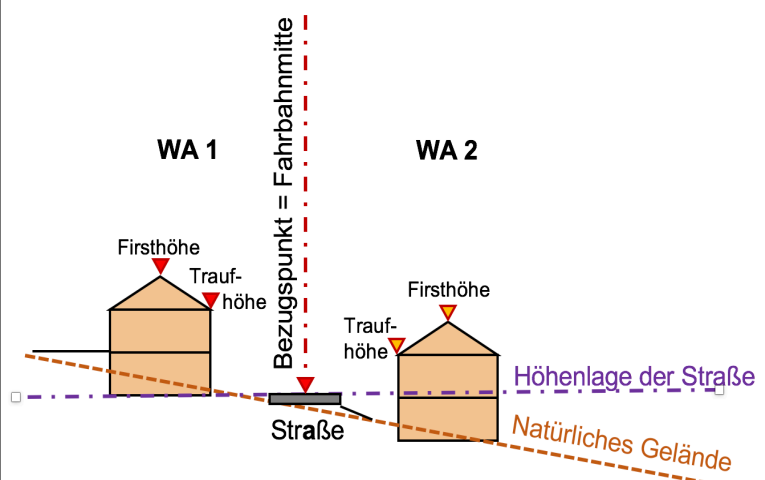 WA 1
Bezugspunkt = Fahrbahnmitte
WA 2
Firsthöhe
Trauf-
höhe
Firsthöhe
Trauf-
höhe
Höhenlage der Straße
Straße
Natürliches Gelände